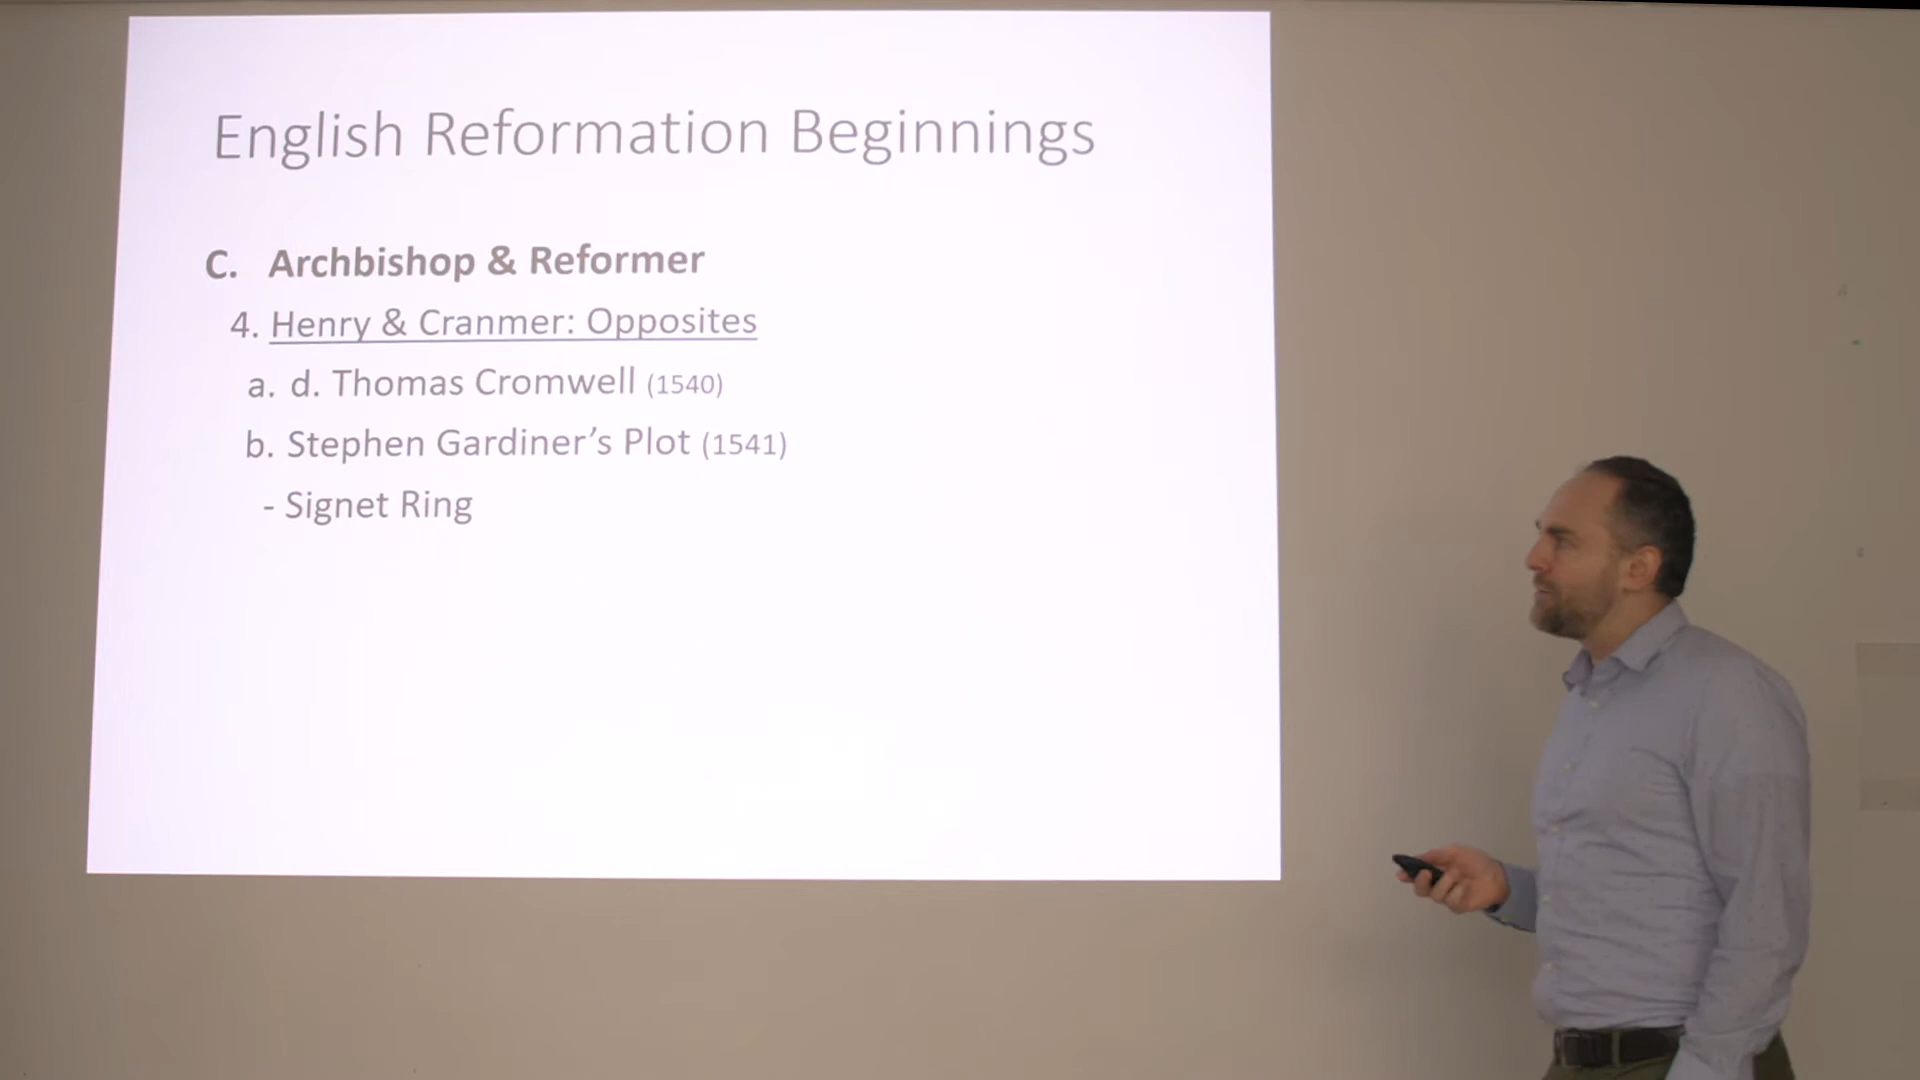 English Reformation Beginnings
C. Archbishop & Reformer
4. Henry & Cranmer: Opposites
a. d. Thomas Cromwell (1540)
b. Stephen Gardiner’s Plot (1541)
- Signet Ring